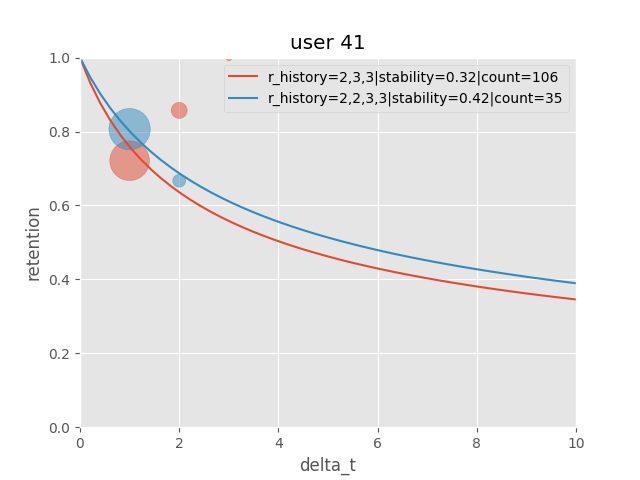 user 41
r_history=2,3,3|stability=0.32|count=106
r_history=2,2,3,3|stability=0.42|count=35
1.0
0.8
0.6
0.4
0.2
0.0
retention
0 2 4 6 8 10
delta_t